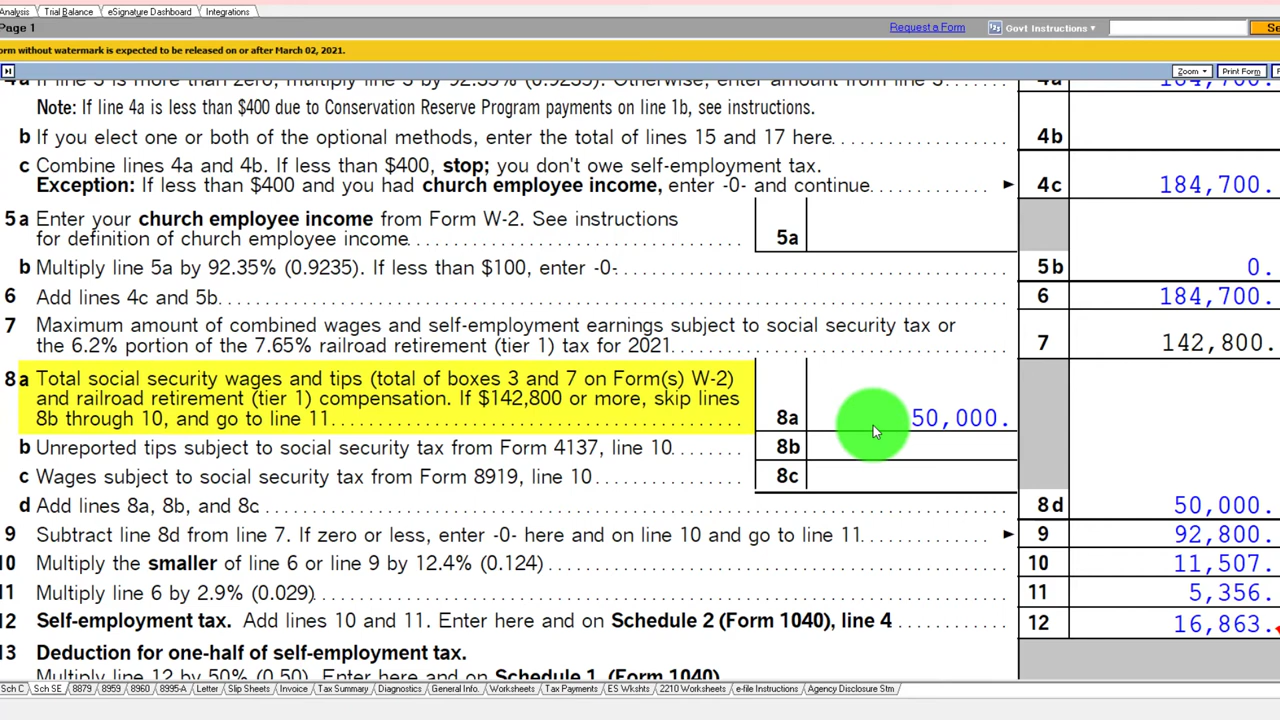 Analysis Trial Balance eSignature Dashboard Integrations
Page 1 Request a Form Govt Instructions
orm without watermark is expected to be released on or after March 02, 2021.
Zoom Print Form
Note: If line 4a is less than $400 due to Conservation Reserve Program payments on line 1b, see instructions.
b If you elect one or both of the optional methods, enter the total of lines 15 and 17 here 4b
c Combine lines 4a and 4b. If less than $400, stop; you don't owe self-employment tax.
Exception: If less than $400 and you had church employee income, enter -0- and continue 4c 184,700.
5a Enter your church employee income from Form W-2. See instructions
for definition of church employee income 5a
b Multiply line 5a by 92.35% (0.9235). If less than $100, enter -0- 5b 0.
6 Add lines 4c and 5b 6 184,700.
7 Maximum amount of combined wages and self-employment earnings subject to social security tax or
the 6.2% portion of the 7.65% railroad retirement (tier 1) tax for 2021 7 142,800.
8a Total social security wages and tips (total of boxes 3 and 7 on Form(s) W-2)
and railroad retirement (tier 1) compensation. If $142,800 or more, skip lines
8b through 10, and go to line 11 8a 50,000.
b Unreported tips subject to social security tax from Form 4137, line 10 8b
c Wages subject to social security tax from Form 8919, line 10 8c
d Add lines 8a, 8b, and 8c 8d 50,000.
9 Subtract line 8d from line 7. If zero or less, enter -0- here and on line 10 and go to line 11 9 92,800.
10 Multiply the smaller of line 6 or line 9 by 12.4% (0.124) 10 11,507.
11 Multiply line 6 by 2.9% (0.029) 11 5,356.
12 Self-employment tax. Add lines 10 and 11. Enter here and on Schedule 2 (Form 1040), line 4 12 16,863.
13 Deduction for one-half of self-employment tax.
Multiply line 12 by 50% (0.50). Enter here and on Schedule 1 (Form 1040),
Sch C Sch SE 8879 8959 8960 8995-A Letter Slip Sheets Invoice Tax Summary Diagnostics General Info. Worksheets Tax Payments ES Wkshts 2210 Worksheets e-file Instructions Agency Disclosure Stm